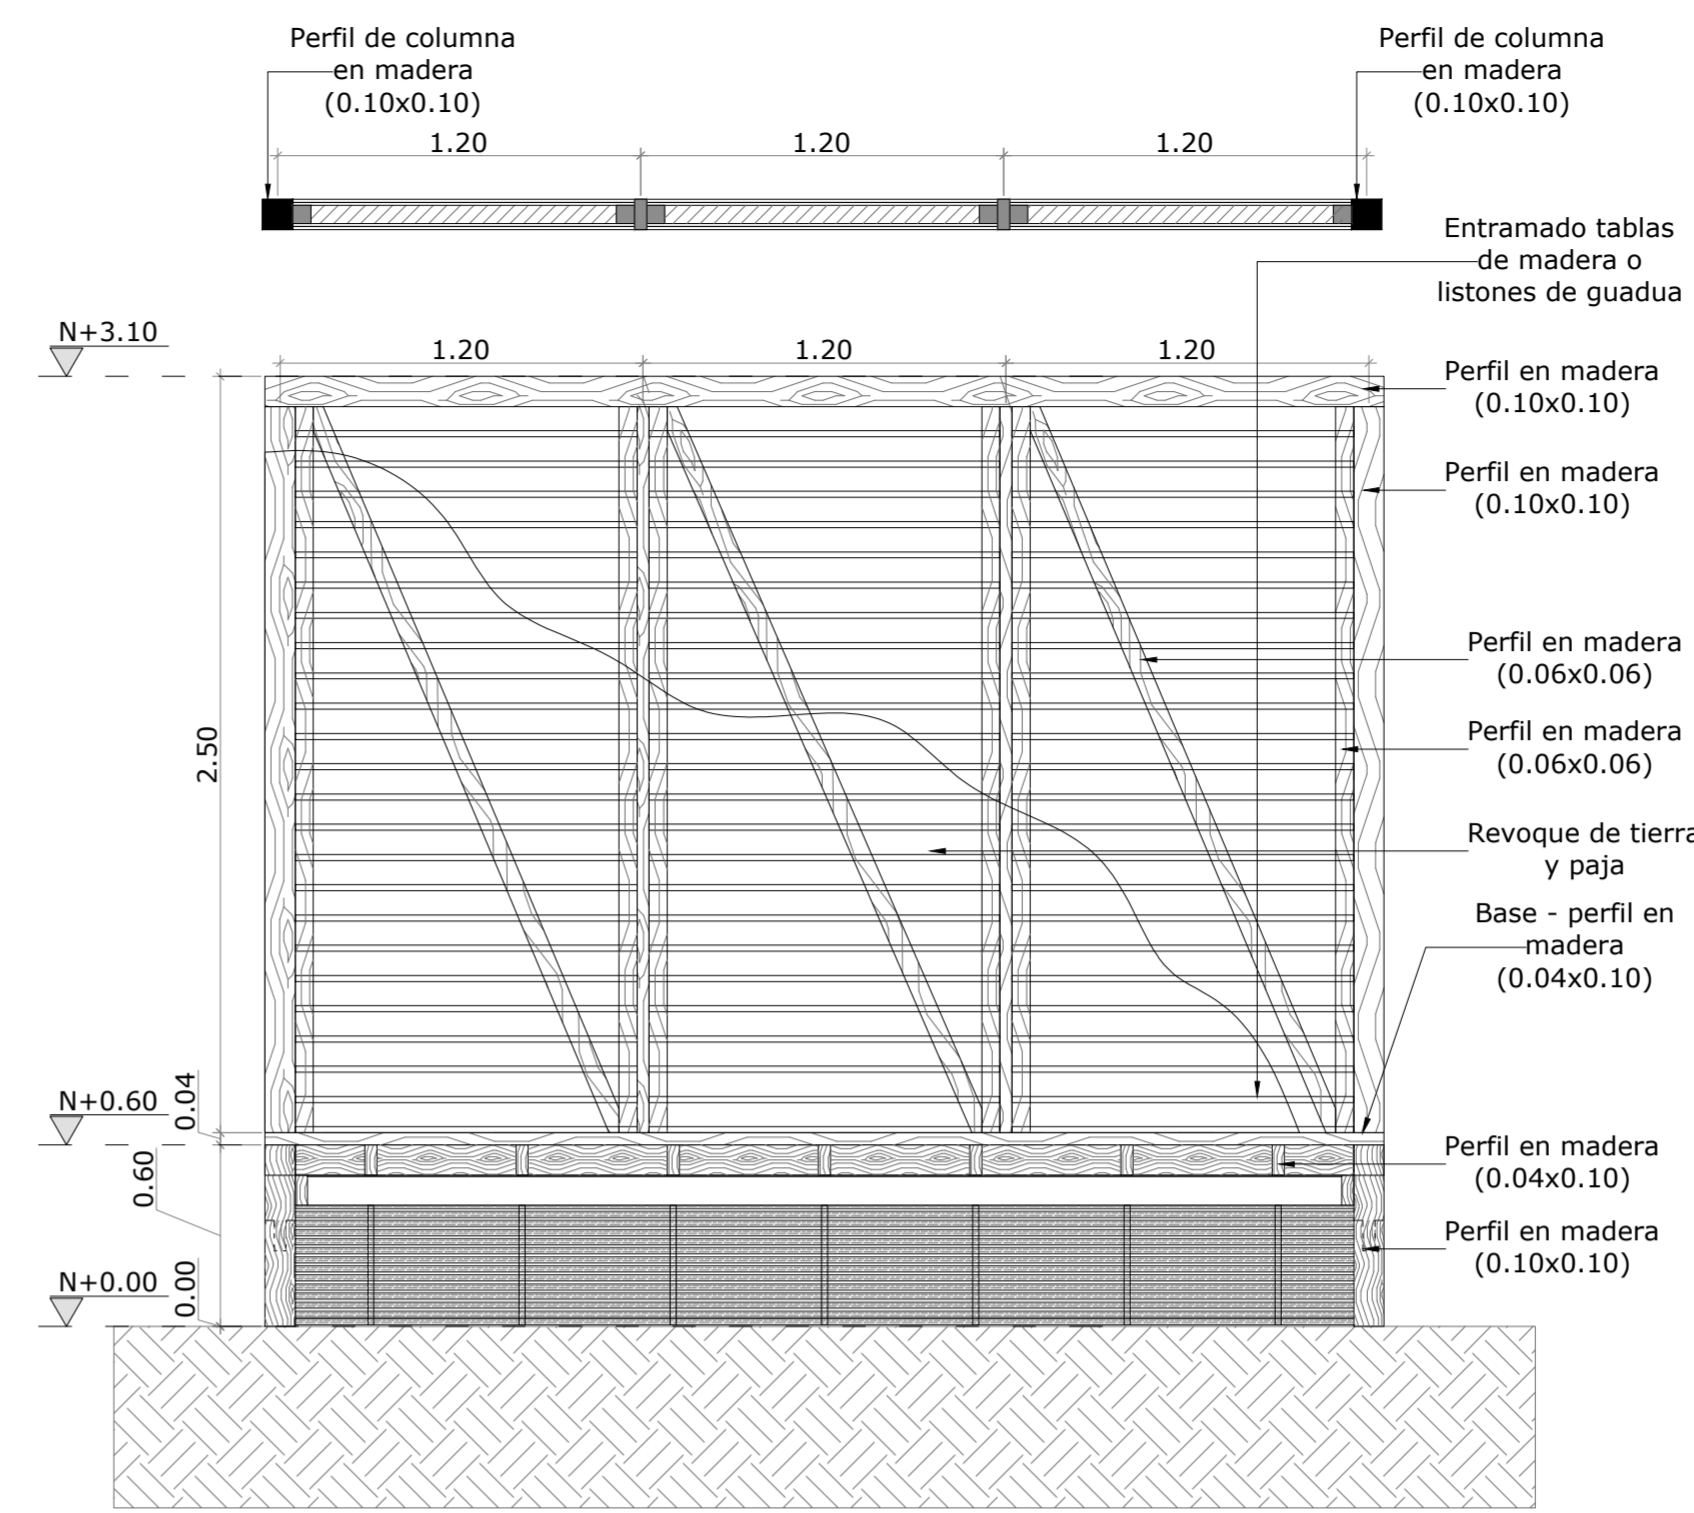 Perfil de columna
en madera
(0.10x0.10)
Perfil de columna
en madera
(0.10x0.10)
1.20
1.20
1.20
Entramado tablas
de madera o
listones de guadua
N+3.10
1.20
1.20
1.20
Perfil en madera
(0.10x0.10)
Perfil en madera
(0.10x0.10)
Perfil en madera
(0.06x0.06)
Perfil en madera
(0.06x0.06)
2.50
Revoque de tierra
y paja
Base - perfil en
madera
(0.04x0.10)
N+0.60
0.04
Perfil en madera
(0.04x0.10)
0.60
Perfil en madera
(0.10x0.10)
N+0.00
0.00